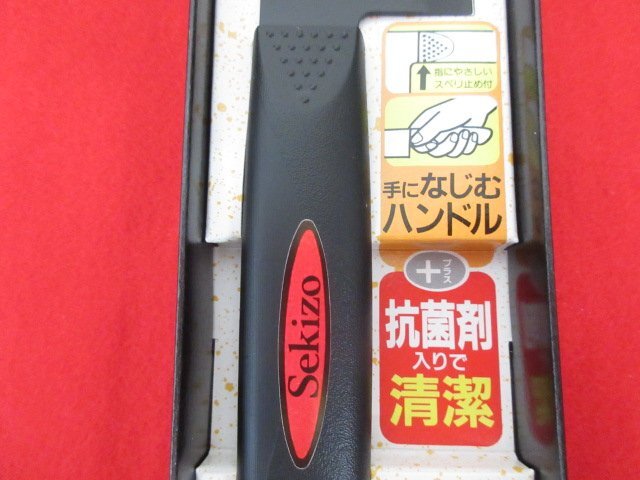 指にやさしい
スベリ止め付
手になじむ
ハンドル
プラス
+
抗菌剤
入りで
清潔
Sekizo